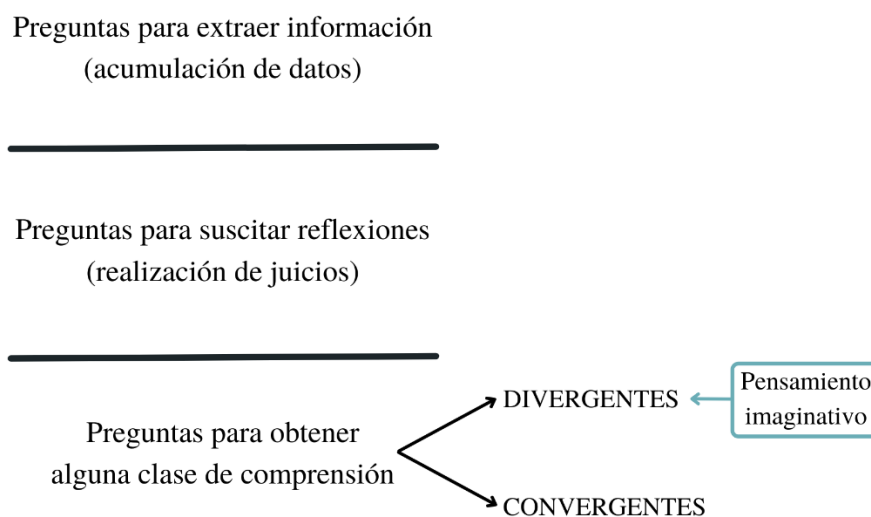 Preguntas para extraer información
(acumulación de datos)
Preguntas para suscitar reflexiones
(realización de juicios)
Preguntas para obtener
alguna clase de comprensión
DIVERGENTES
Pensamiento
imaginativo
CONVERGENTES